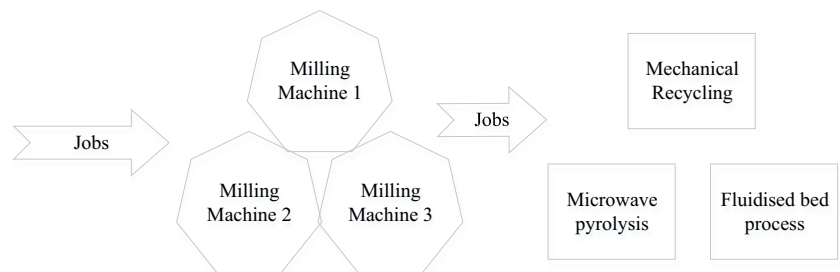 Jobs
Milling
Machine 1
Milling
Machine 2
Milling
Machine 3
Jobs
Mechanical
Recycling
Microwave
pyrolysis
Fluidised bed
process